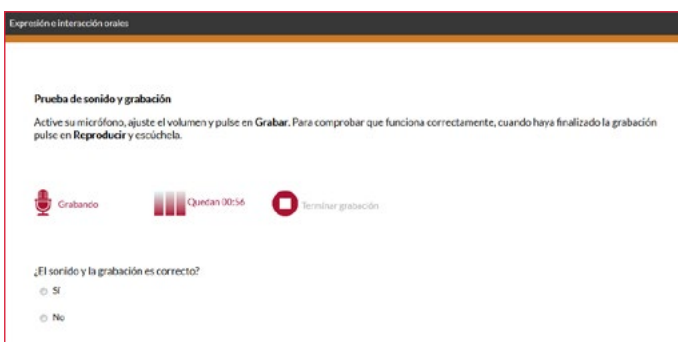 Expresión e interacción orales
Prueba de sonido y grabación
Active su micrófono, ajuste el volumen y pulse en Grabar. Para comprobar que funciona correctamente, cuando haya finalizado la grabación
pulse en Reproducir y escúchela.
Grabando Quedan 00:56 Terminar grabación
¿El sonido y la grabación es correcto?
Sí
No